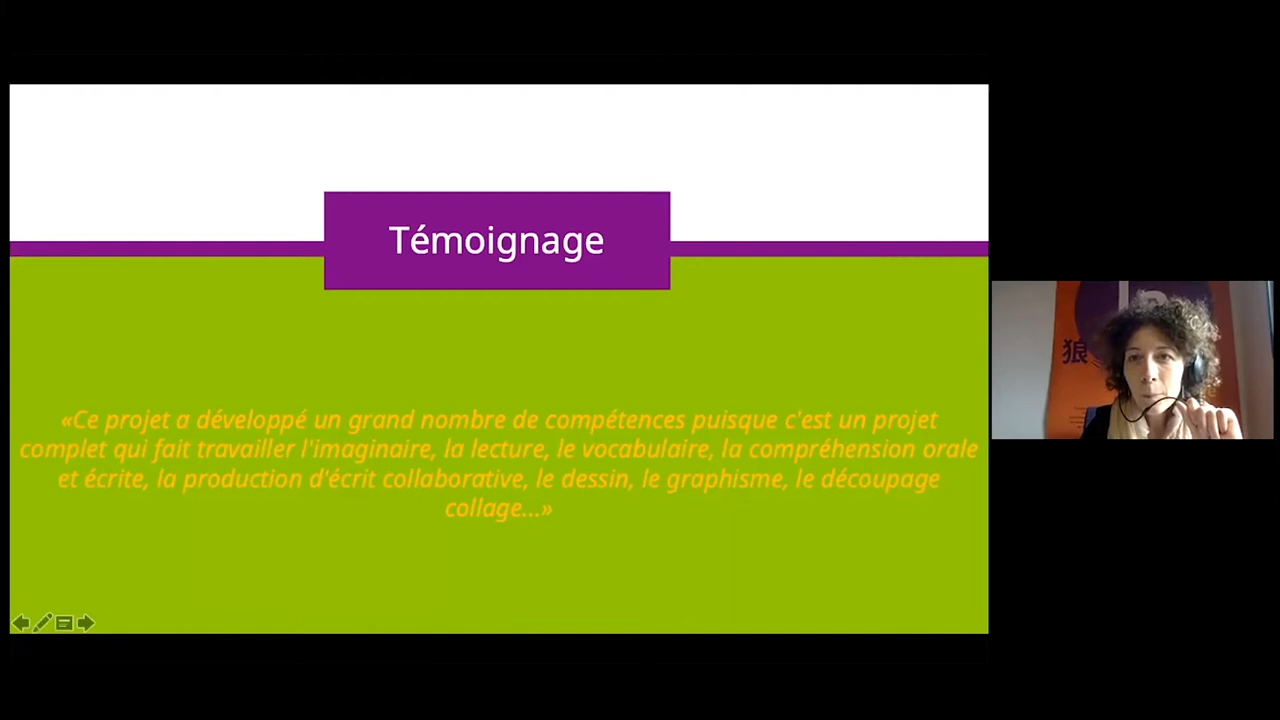 Témoignage
«Ce projet a développé un grand nombre de compétences puisque c'est un projet
complet qui fait travailler l'imaginaire, la lecture, le vocabulaire, la compréhension orale
et écrite, la production d'écrit collaborative, le dessin, le graphisme, le découpage
collage...»
狼